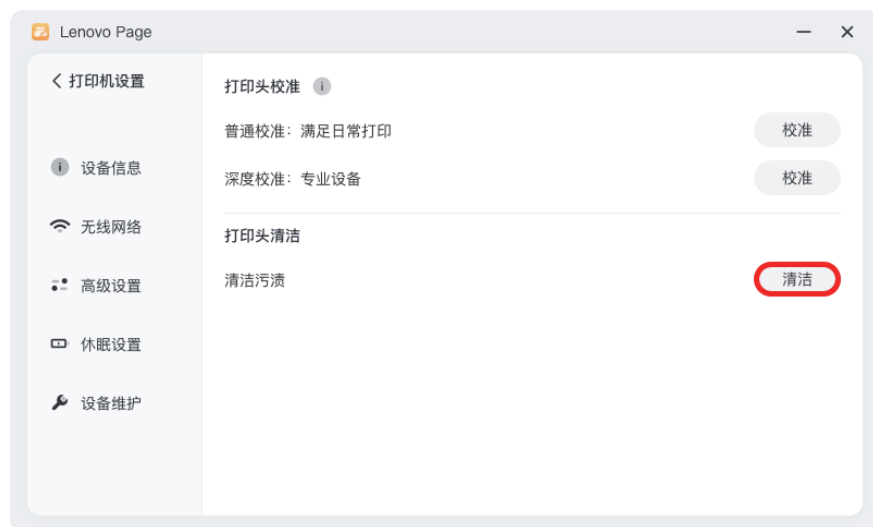 Lenovo Page
打印机设置
设备信息
无线网络
高级设置
休眠设置
设备维护
打印头校准
普通校准：满足日常打印
校准
深度校准：专业设备
校准
打印头清洁
清洁污渍
清洁